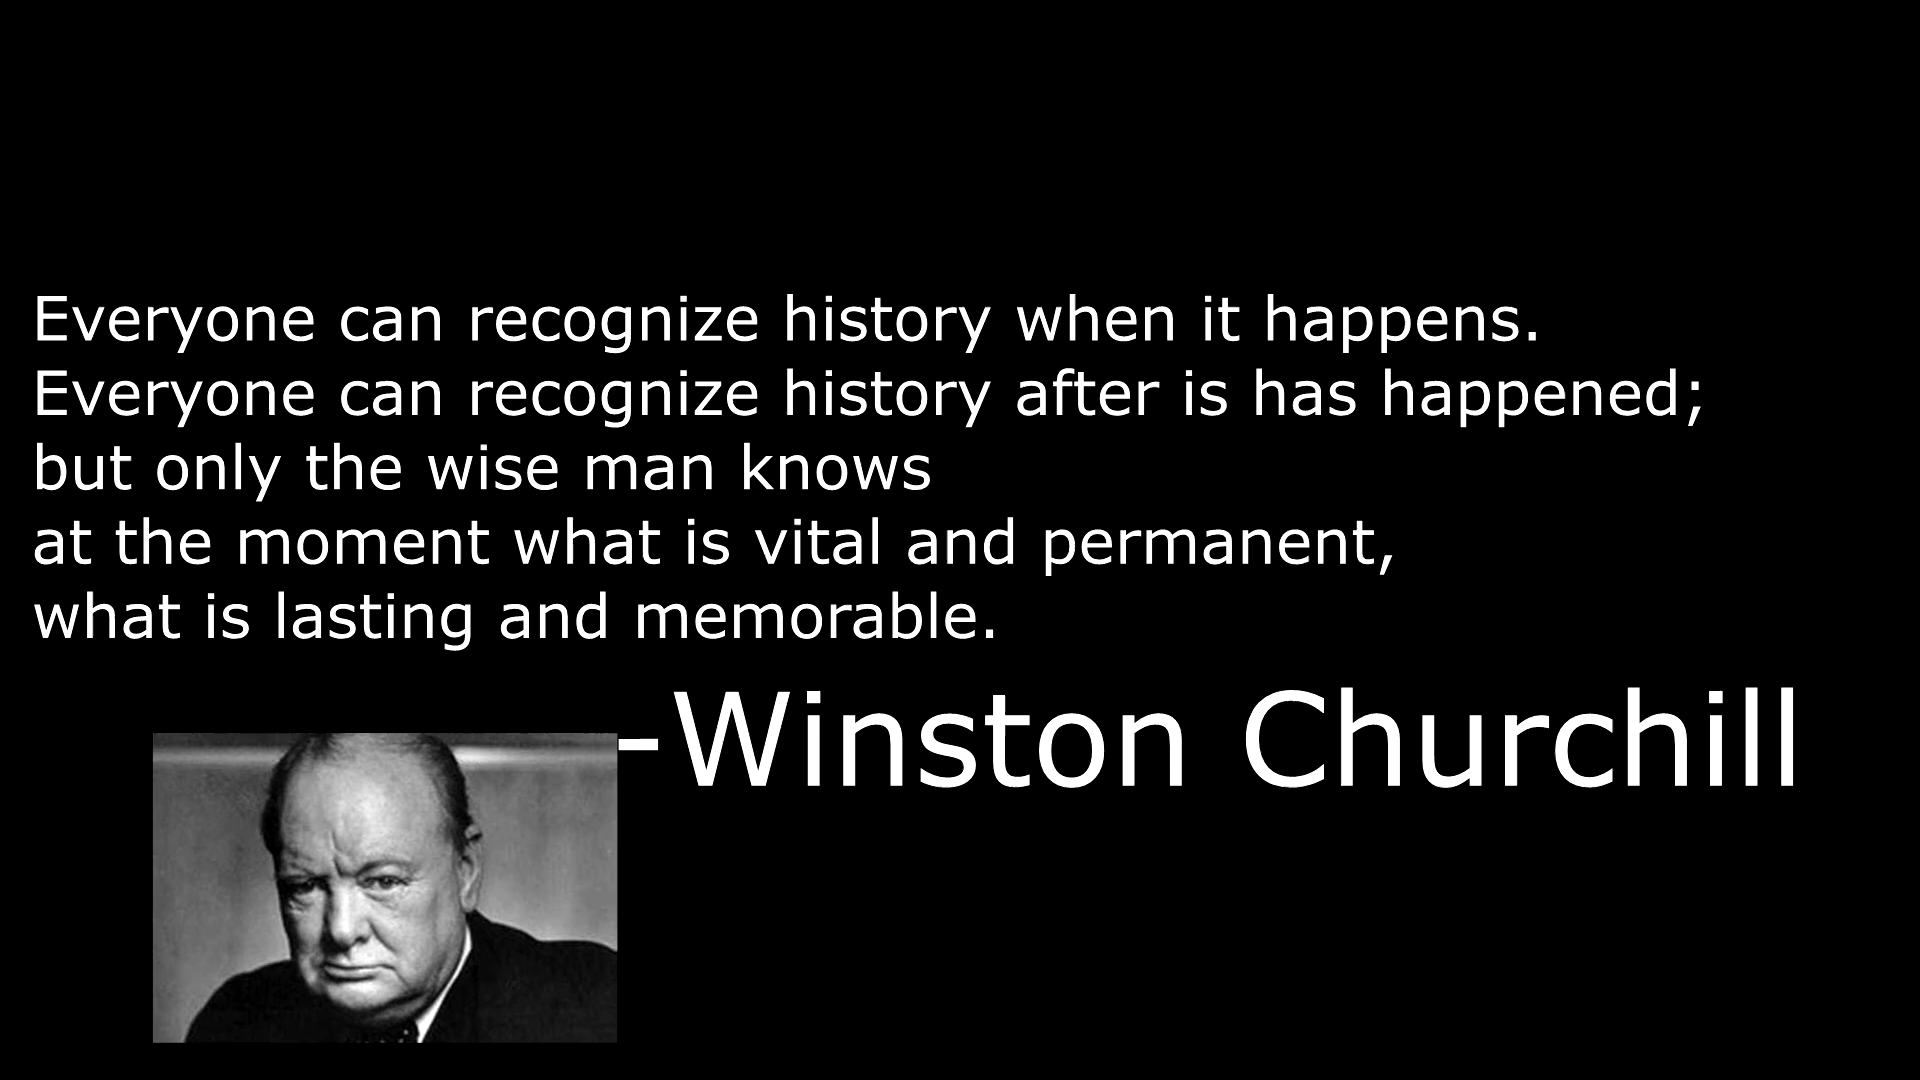 Everyone can recognize history when it happens.
Everyone can recognize history after is has happened;
but only the wise man knows
at the moment what is vital and permanent,
what is lasting and memorable.
-Winston Churchill